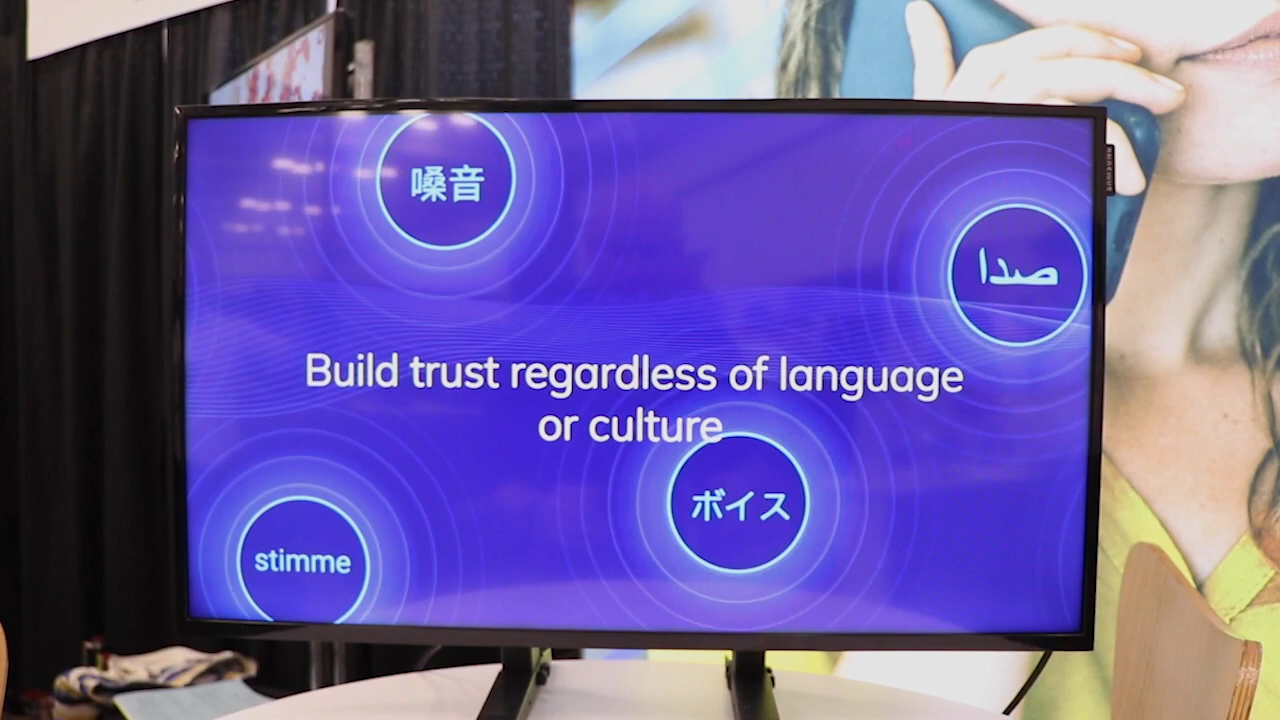 嗓音
صدا
Build trust regardless of language
or culture
ボイス
stimme